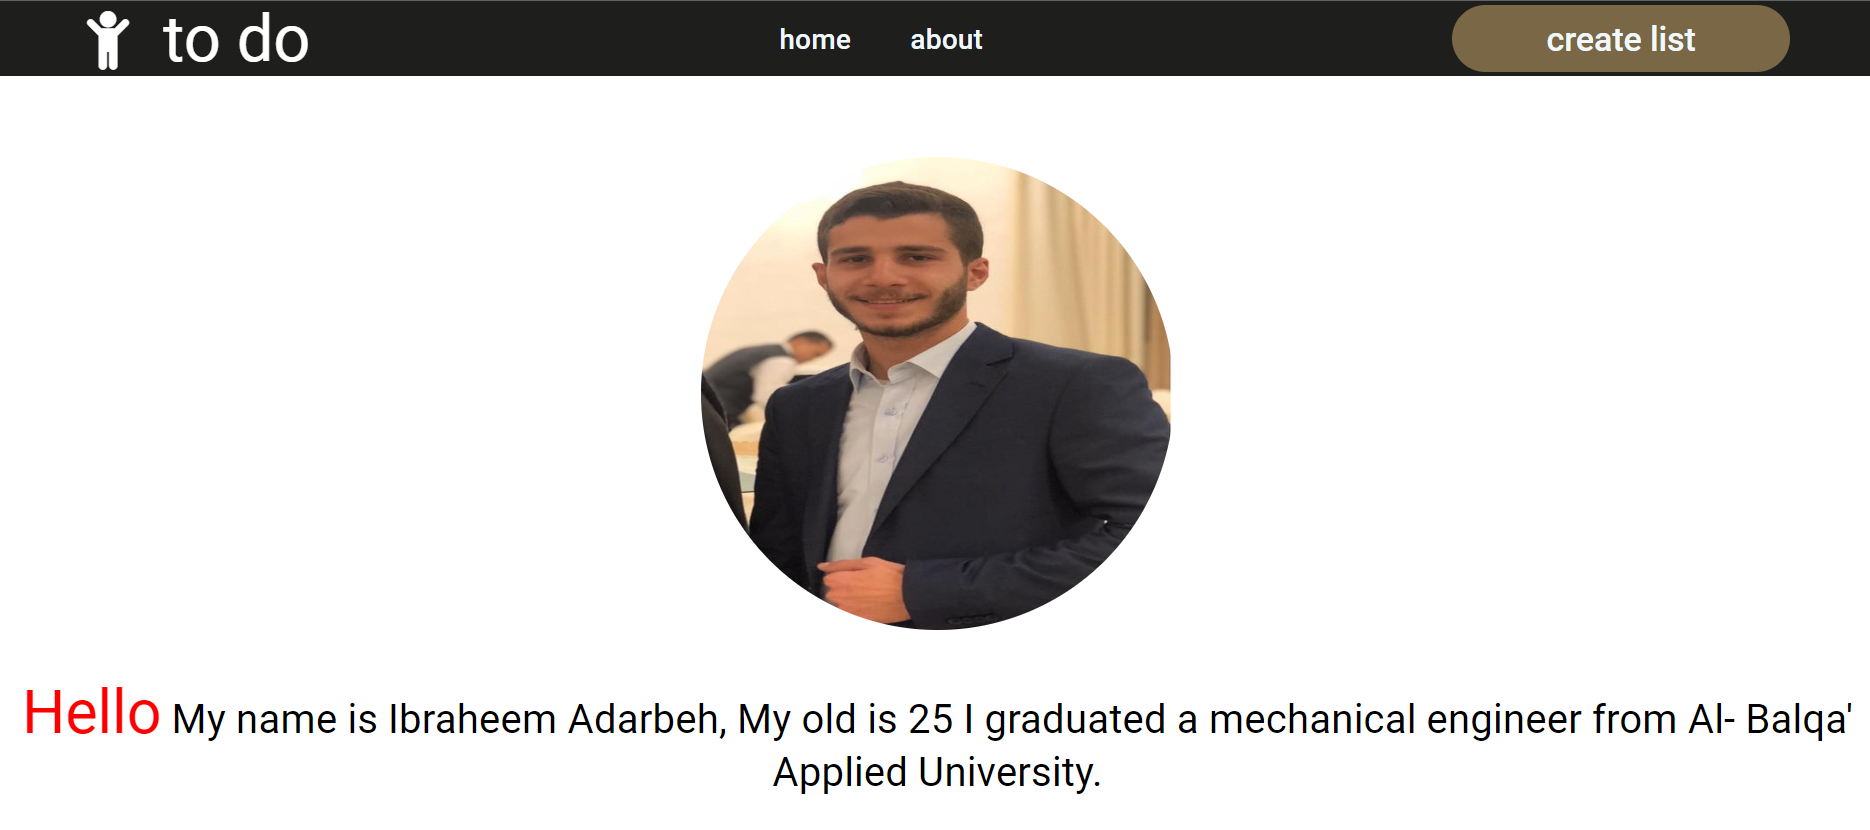 to do
home
about
create list
Hello My name is Ibraheem Adarbeh, My old is 25 I graduated a mechanical engineer from Al- Balqa'
Applied University.